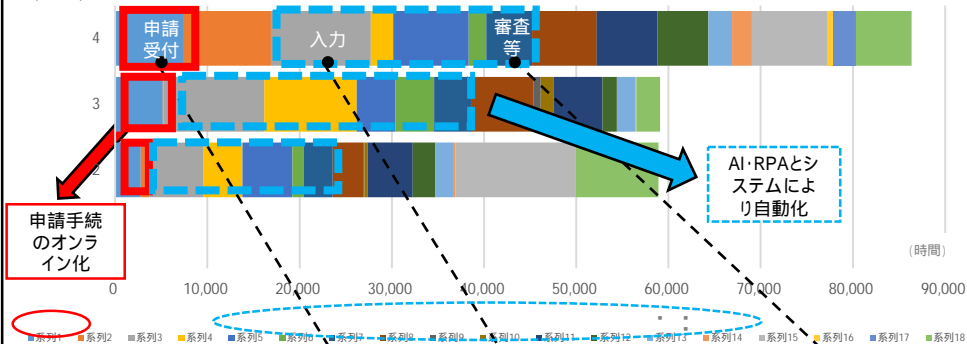 4
申請
受付
入力
審査
等
3
AI･RPAとシ
ステムによ
り自動化
申請手続
のオンラ
イン化
(時間)
0
10,000
20,000
30,000
40,000
50,000
60,000
70,000
80,000
90,000
系列1 系列2 系列3 系列4 系列5 系列6 系列7 系列8 系列9 系列10 系列11 系列12 系列13 系列14 系列15 系列16 系列17 系列18